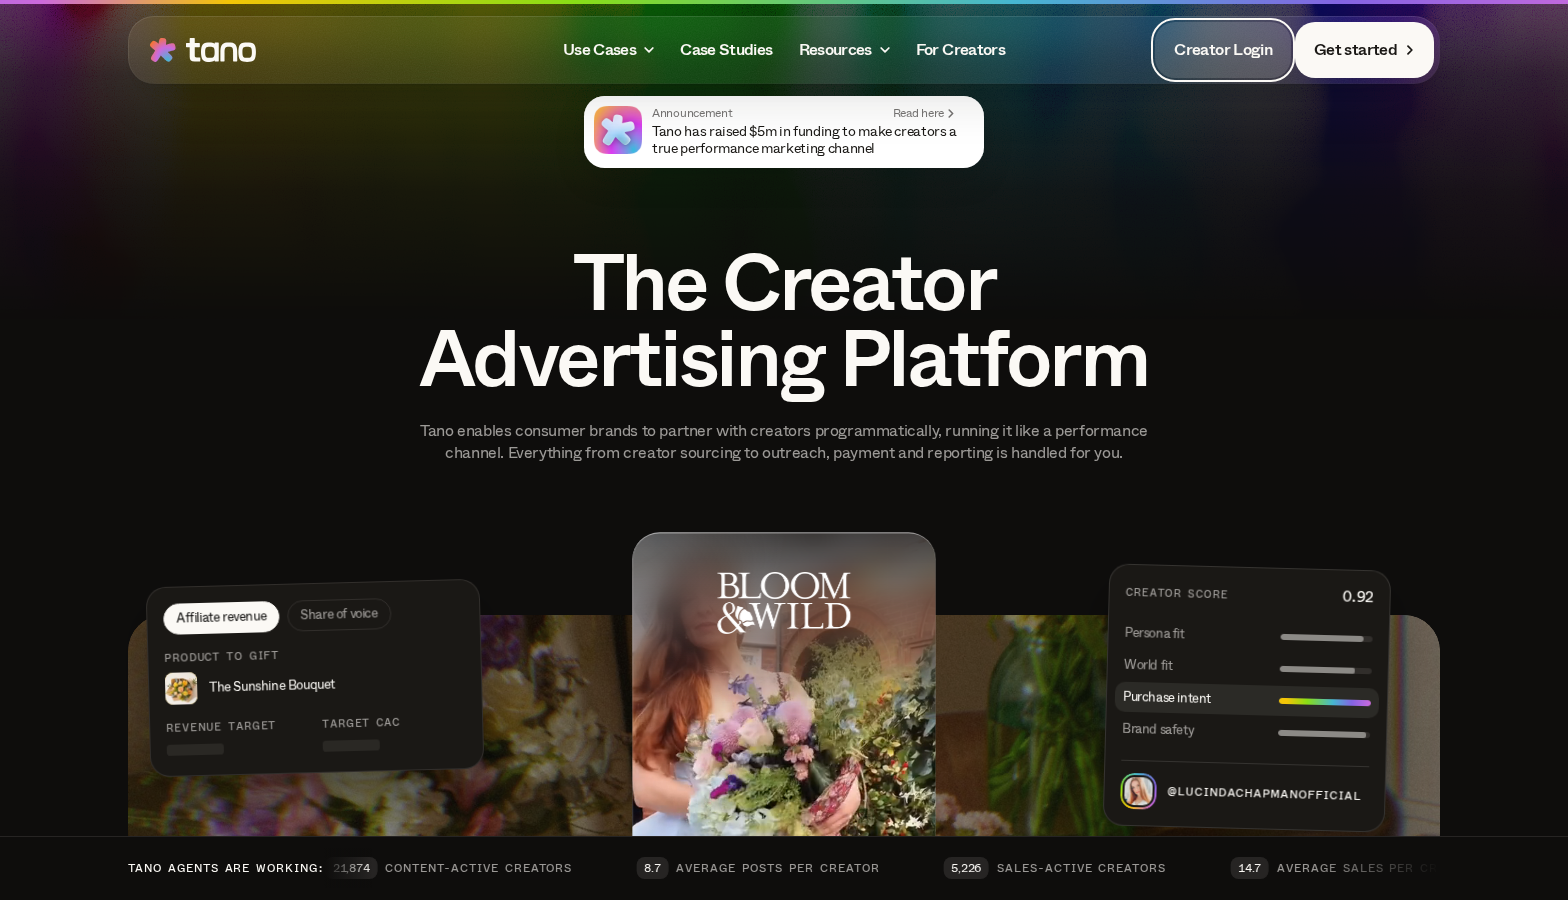 tano
Use Cases
Case Studies
Resources
For Creators
Creator Login
Get started
Announcement
Read here
Tano has raised $5m in funding to make creators a
true performance marketing channel
The Creator
Advertising Platform
Tano enables consumer brands to partner with creators programmatically, running it like a performance
channel. Everything from creator sourcing to outreach, payment and reporting is handled for you.
Affiliate revenue
Share of voice
PRODUCT TO GIFT
The Sunshine Bouquet
REVENUE TARGET
TARGET CAC
BLOOM
&WILD
CREATOR SCORE
0.92
Persona fit
World fit
Purchase intent
Brand safety
@LUCINDACHAPMANOFFICIAL
TANO AGENTS ARE WORKING:
21,874 CONTENT-ACTIVE CREATORS
8.7 AVERAGE POSTS PER CREATOR
5,226 SALES-ACTIVE CREATORS
14.7 AVERAGE SALES PER